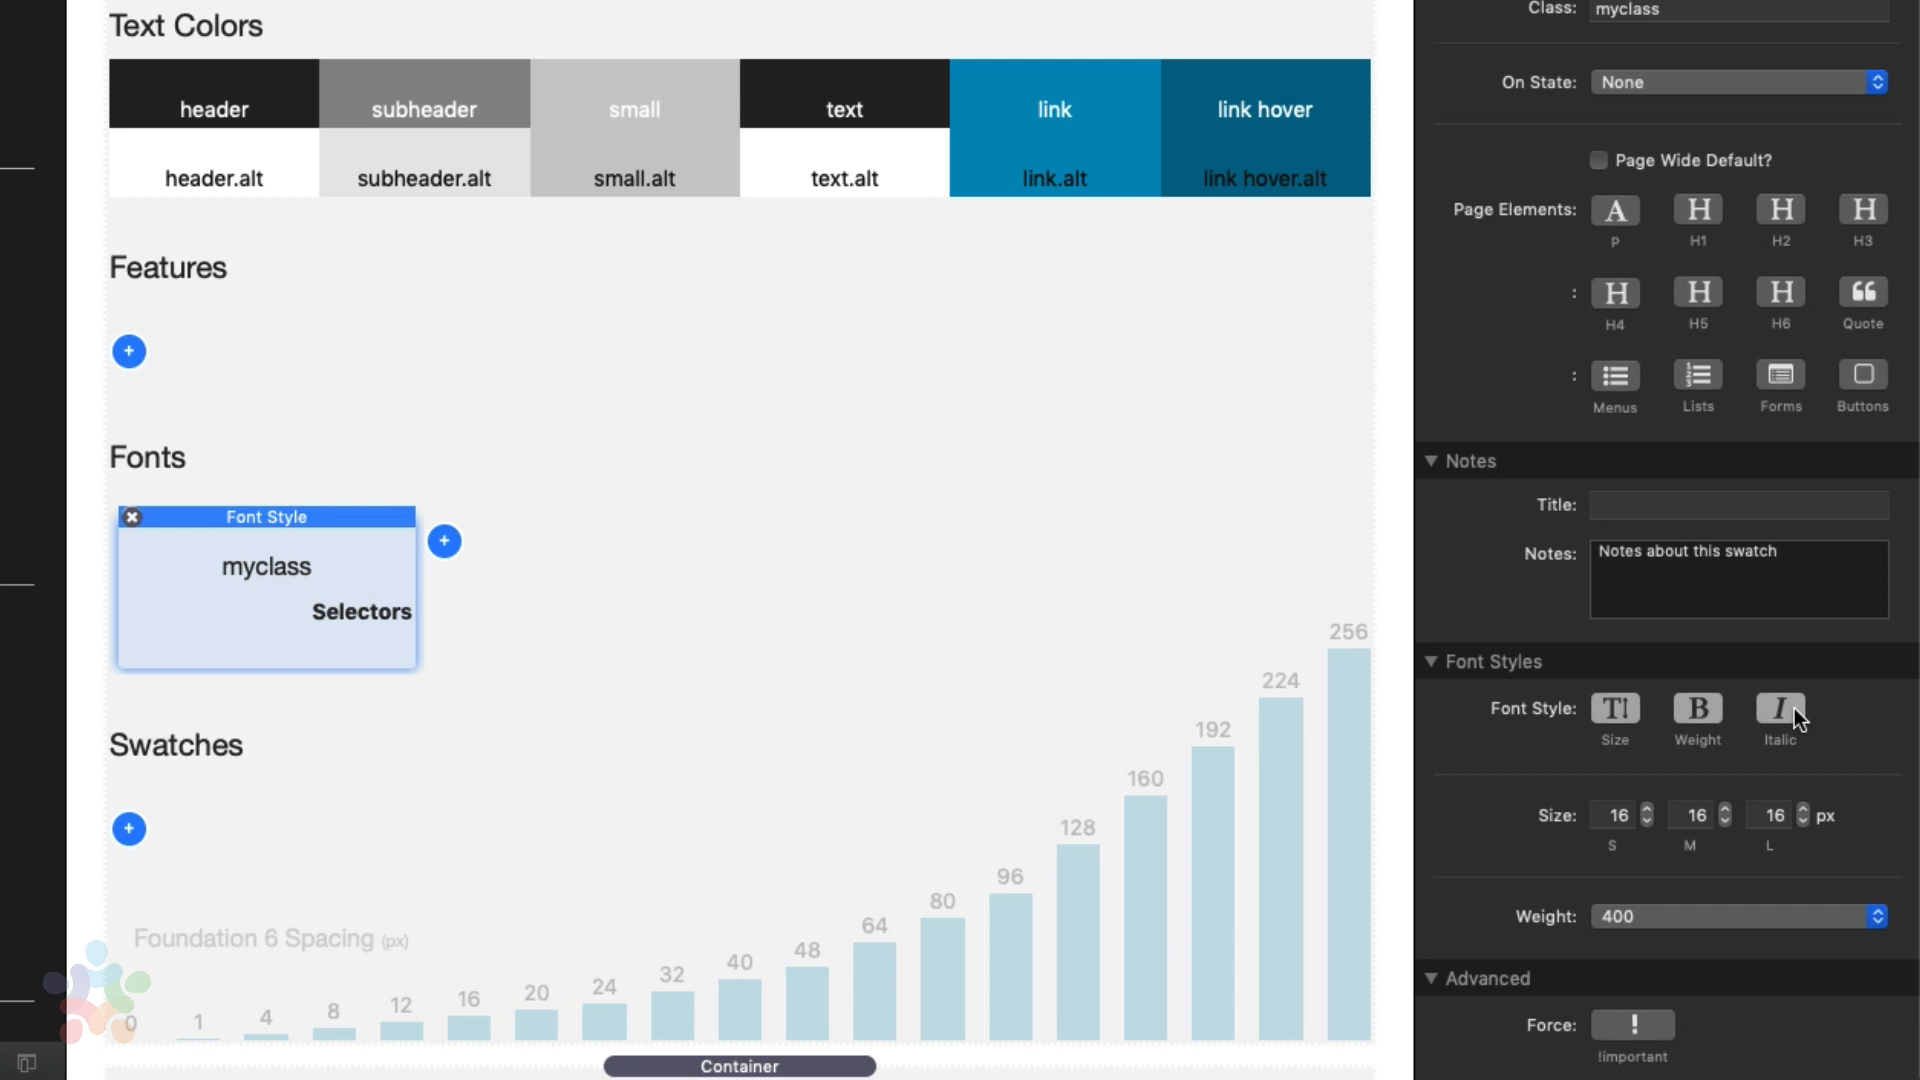 Text Colors
header
subheader
small
text
link
link hover
header.alt
subheader.alt
small.alt
text.alt
link.alt
link hover.alt
Features
+
Fonts
Font Style
myclass
Selectors
+
Swatches
+
Foundation 6 Spacing (px)
0
1
4
8
12
16
20
24
32
40
48
64
80
96
128
160
192
224
256
Container
Class: myclass
On State: None
Page Wide Default?
Page Elements:
A H H H
P H1 H2 H3
: H H H
H4 H5 H6 Quote
:
Menus Lists Forms Buttons
Notes
Title:
Notes: Notes about this swatch
Font Styles
Font Style: T B I
Size Weight Italic
Size: 16 16 16 px
S M L
Weight: 400
Advanced
Force: !
!important